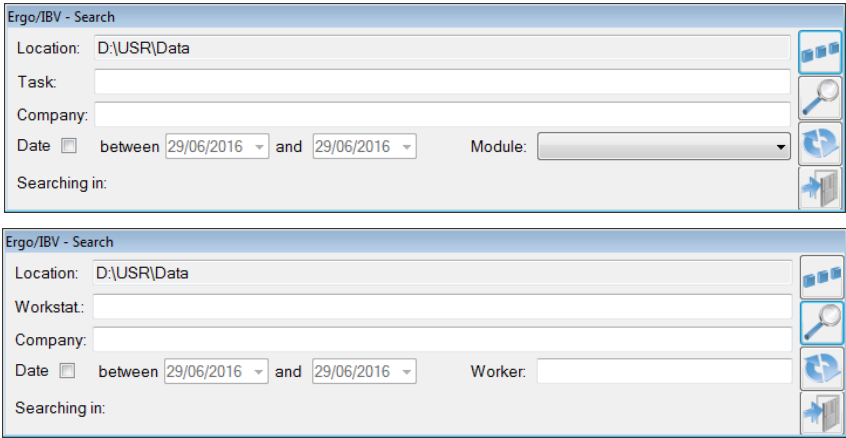 Ergo/IBV - Search
Location: D:\USR\Data
Task:
Company:
Date between 29/06/2016 and 29/06/2016 Module:
Searching in:
Ergo/IBV - Search
Location: D:\USR\Data
Workstat.:
Company:
Date between 29/06/2016 and 29/06/2016 Worker:
Searching in: